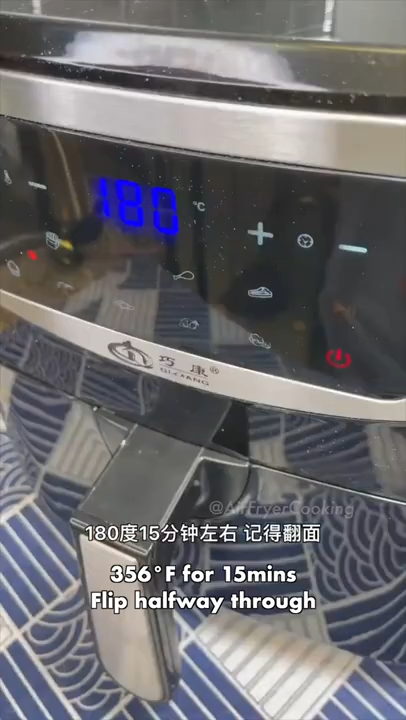 180
°C
巧康®
QIAOKANG
@AirFryerCooking
180度15分钟左右 记得翻面
356°F for 15mins
Flip halfway through